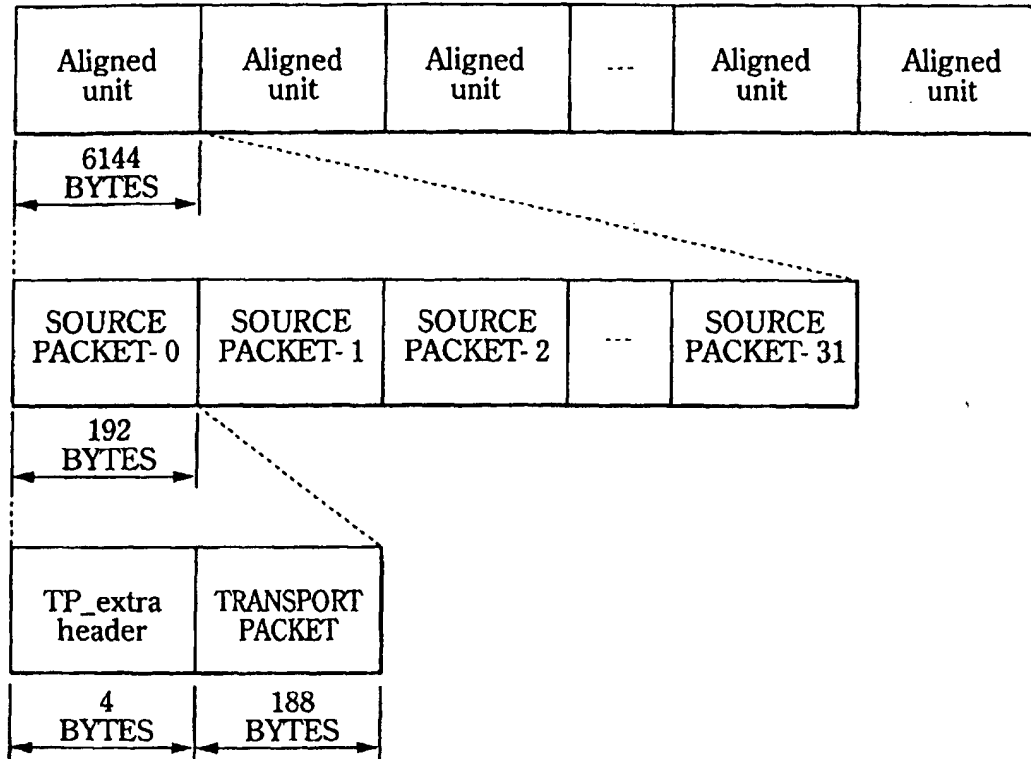 Aligned unit
Aligned unit
Aligned unit
---
Aligned unit
Aligned unit
6144 BYTES
SOURCE PACKET- 0
SOURCE PACKET- 1
SOURCE PACKET- 2
---
SOURCE PACKET- 31
192 BYTES
TP_extra header
TRANSPORT PACKET
4 BYTES
188 BYTES